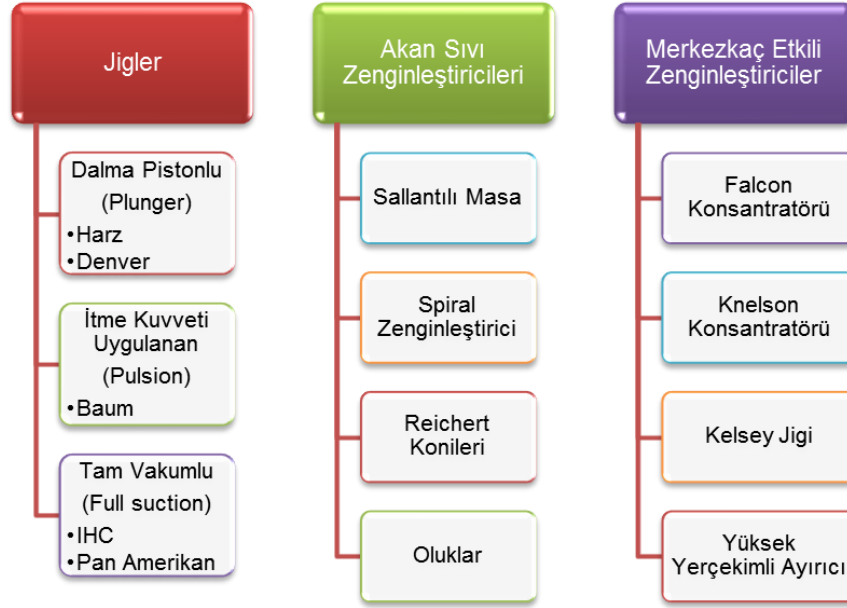 Jigler
Dalma Pistonlu
(Plunger)
•Harz
•Denver
İtme Kuvveti
Uygulanan
(Pulsion)
•Baum
Tam Vakumlu
(Full suction)
•IHC
•Pan Amerikan
Akan Sıvı
Zenginleştiricileri
Sallantılı Masa
Spiral
Zenginleştirici
Reichert
Konileri
Oluklar
Merkezkaç Etkili
Zenginleştiriciler
Falcon
Konsantratörü
Knelson
Konsantratörü
Kelsey Jigi
Yüksek
Yerçekimli Ayırıcı